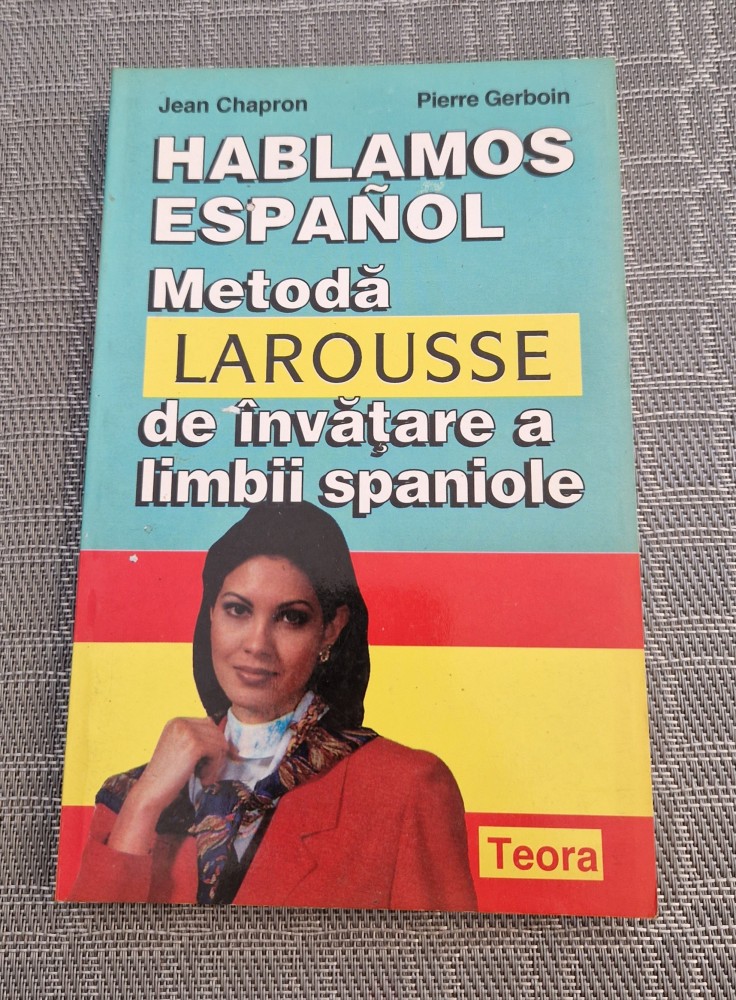 Jean Chapron Pierre Gerboin
HABLAMOS
ESPAÑOL
Metodă
LAROUSSE
de învăţare a
limbii spaniole
Teora